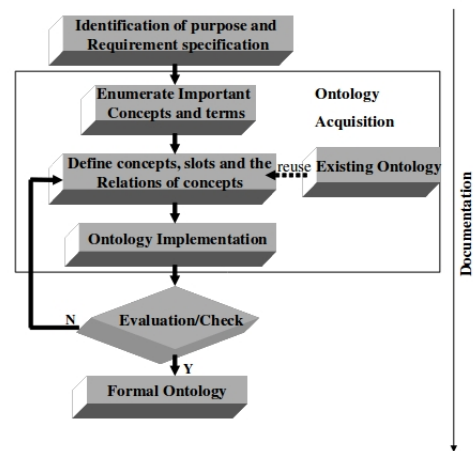 Identification of purpose and
Requirement specification
Enumerate Important
Concepts and terms
Ontology
Acquisition
Define concepts, slots and the
Relations of concepts
reuse
Existing Ontology
Ontology Implementation
Evaluation/Check
N
Y
Formal Ontology
Documentation